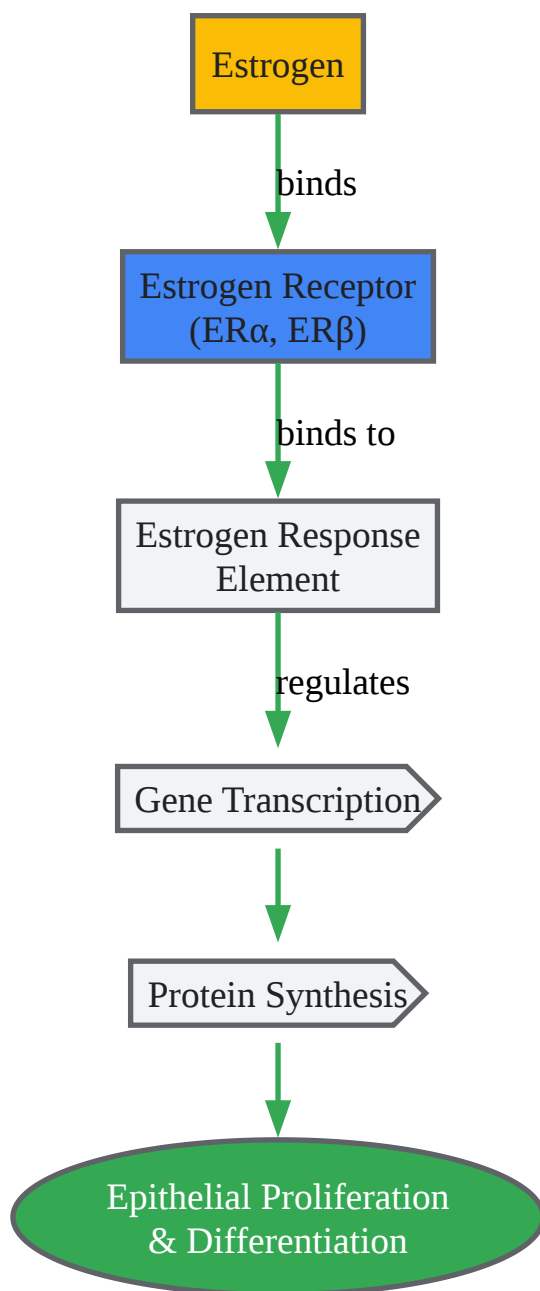 Estrogen
binds
Estrogen Receptor
(ERα, ERβ)
binds to
Estrogen Response
Element
regulates
Gene Transcription
Protein Synthesis
Epithelial Proliferation
& Differentiation